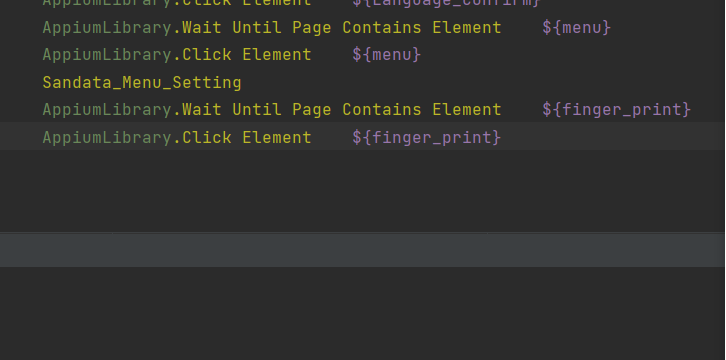 AppiumLibrary.Click Element    ${Language_Confirm}
AppiumLibrary.Wait Until Page Contains Element    ${menu}
AppiumLibrary.Click Element    ${menu}
Sandata_Menu_Setting
AppiumLibrary.Wait Until Page Contains Element    ${finger_print}
AppiumLibrary.Click Element    ${finger_print}